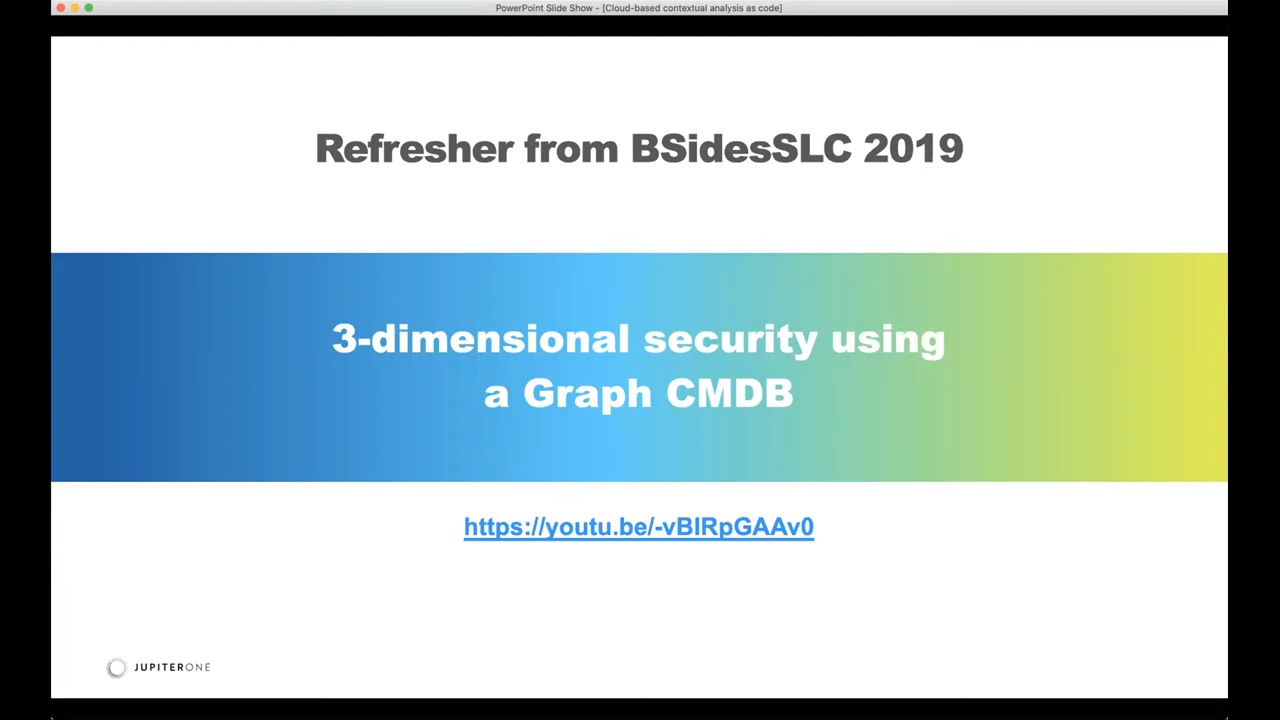 PowerPoint Slide Show - [Cloud-based contextual analysis as code]
Refresher from BSidesSLC 2019
3-dimensional security using
a Graph CMDB
https://youtu.be/-vBIRpGAAv0
JUPITERONE